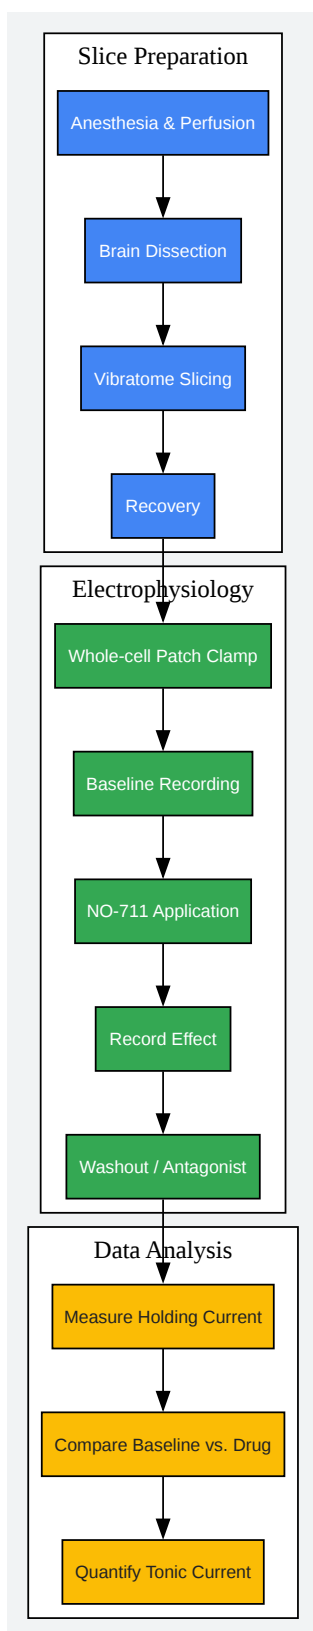 Slice Preparation
Anesthesia & Perfusion
Brain Dissection
Vibratome Slicing
Recovery
Electrophysiology
Whole-cell Patch Clamp
Baseline Recording
NO-711 Application
Record Effect
Washout / Antagonist
Data Analysis
Measure Holding Current
Compare Baseline vs. Drug
Quantify Tonic Current